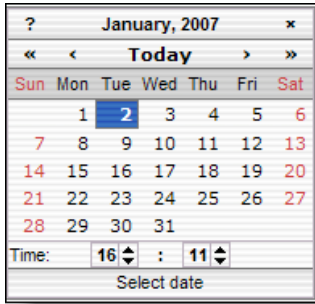 ? January, 2007 ×
« ‹ Today › »
Sun Mon Tue Wed Thu Fri Sat
1 2 3 4 5 6
7 8 9 10 11 12 13
14 15 16 17 18 19 20
21 22 23 24 25 26 27
28 29 30 31
Time: 16 : 11
Select date